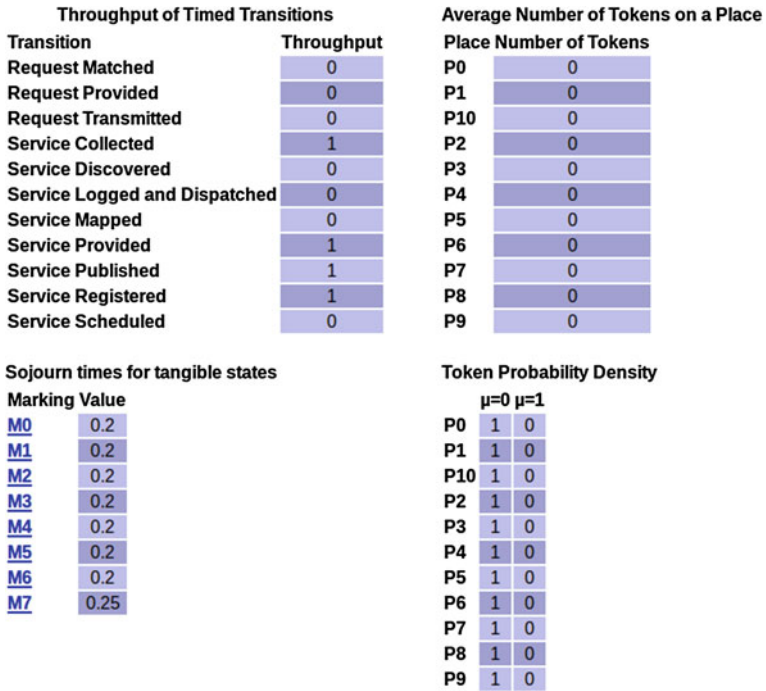 Throughput of Timed Transitions
Transition Throughput
Request Matched 0
Request Provided 0
Request Transmitted 0
Service Collected 1
Service Discovered 0
Service Logged and Dispatched 0
Service Mapped 0
Service Provided 1
Service Published 1
Service Registered 1
Service Scheduled 0
Average Number of Tokens on a Place
Place Number of Tokens
P0 0
P1 0
P10 0
P2 0
P3 0
P4 0
P5 0
P6 0
P7 0
P8 0
P9 0
Sojourn times for tangible states
Marking Value
M0 0.2
M1 0.2
M2 0.2
M3 0.2
M4 0.2
M5 0.2
M6 0.2
M7 0.25
Token Probability Density
µ=0 µ=1
P0 1 0
P1 1 0
P10 1 0
P2 1 0
P3 1 0
P4 1 0
P5 1 0
P6 1 0
P7 1 0
P8 1 0
P9 1 0